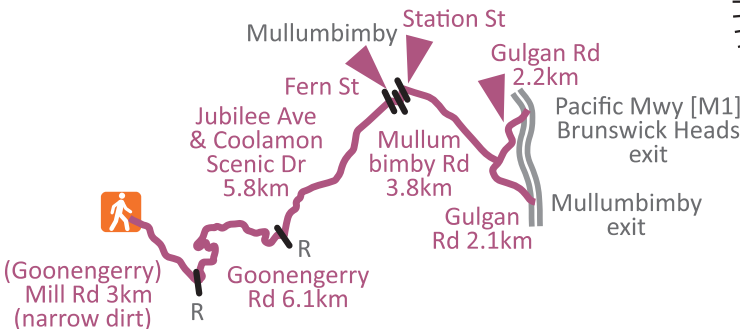 Station St
Mullumbimby
Gulgan Rd
2.2km
Fern St
Pacific Mwy [M1]
Brunswick Heads
exit
Jubilee Ave
& Coolamon
Scenic Dr
5.8km
Mullum
bimby Rd
3.8km
Mullumbimby
exit
Gulgan
Rd 2.1km
R
Goonengerry
Rd 6.1km
(Goonengerry)
Mill Rd 3km
(narrow dirt)
R